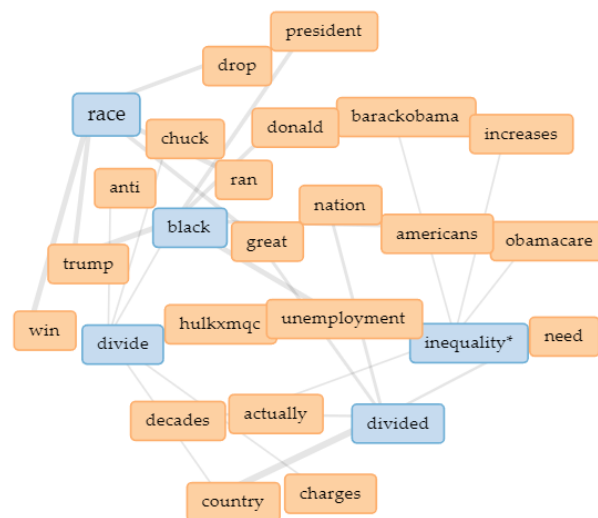 president
drop
race
barackobama
donald
increases
chuck
ran
anti
nation
black
great
americans
obamacare
trump
win
divide
hulkxmqc
unemployment
inequality*
need
decades
actually
divided
country
charges